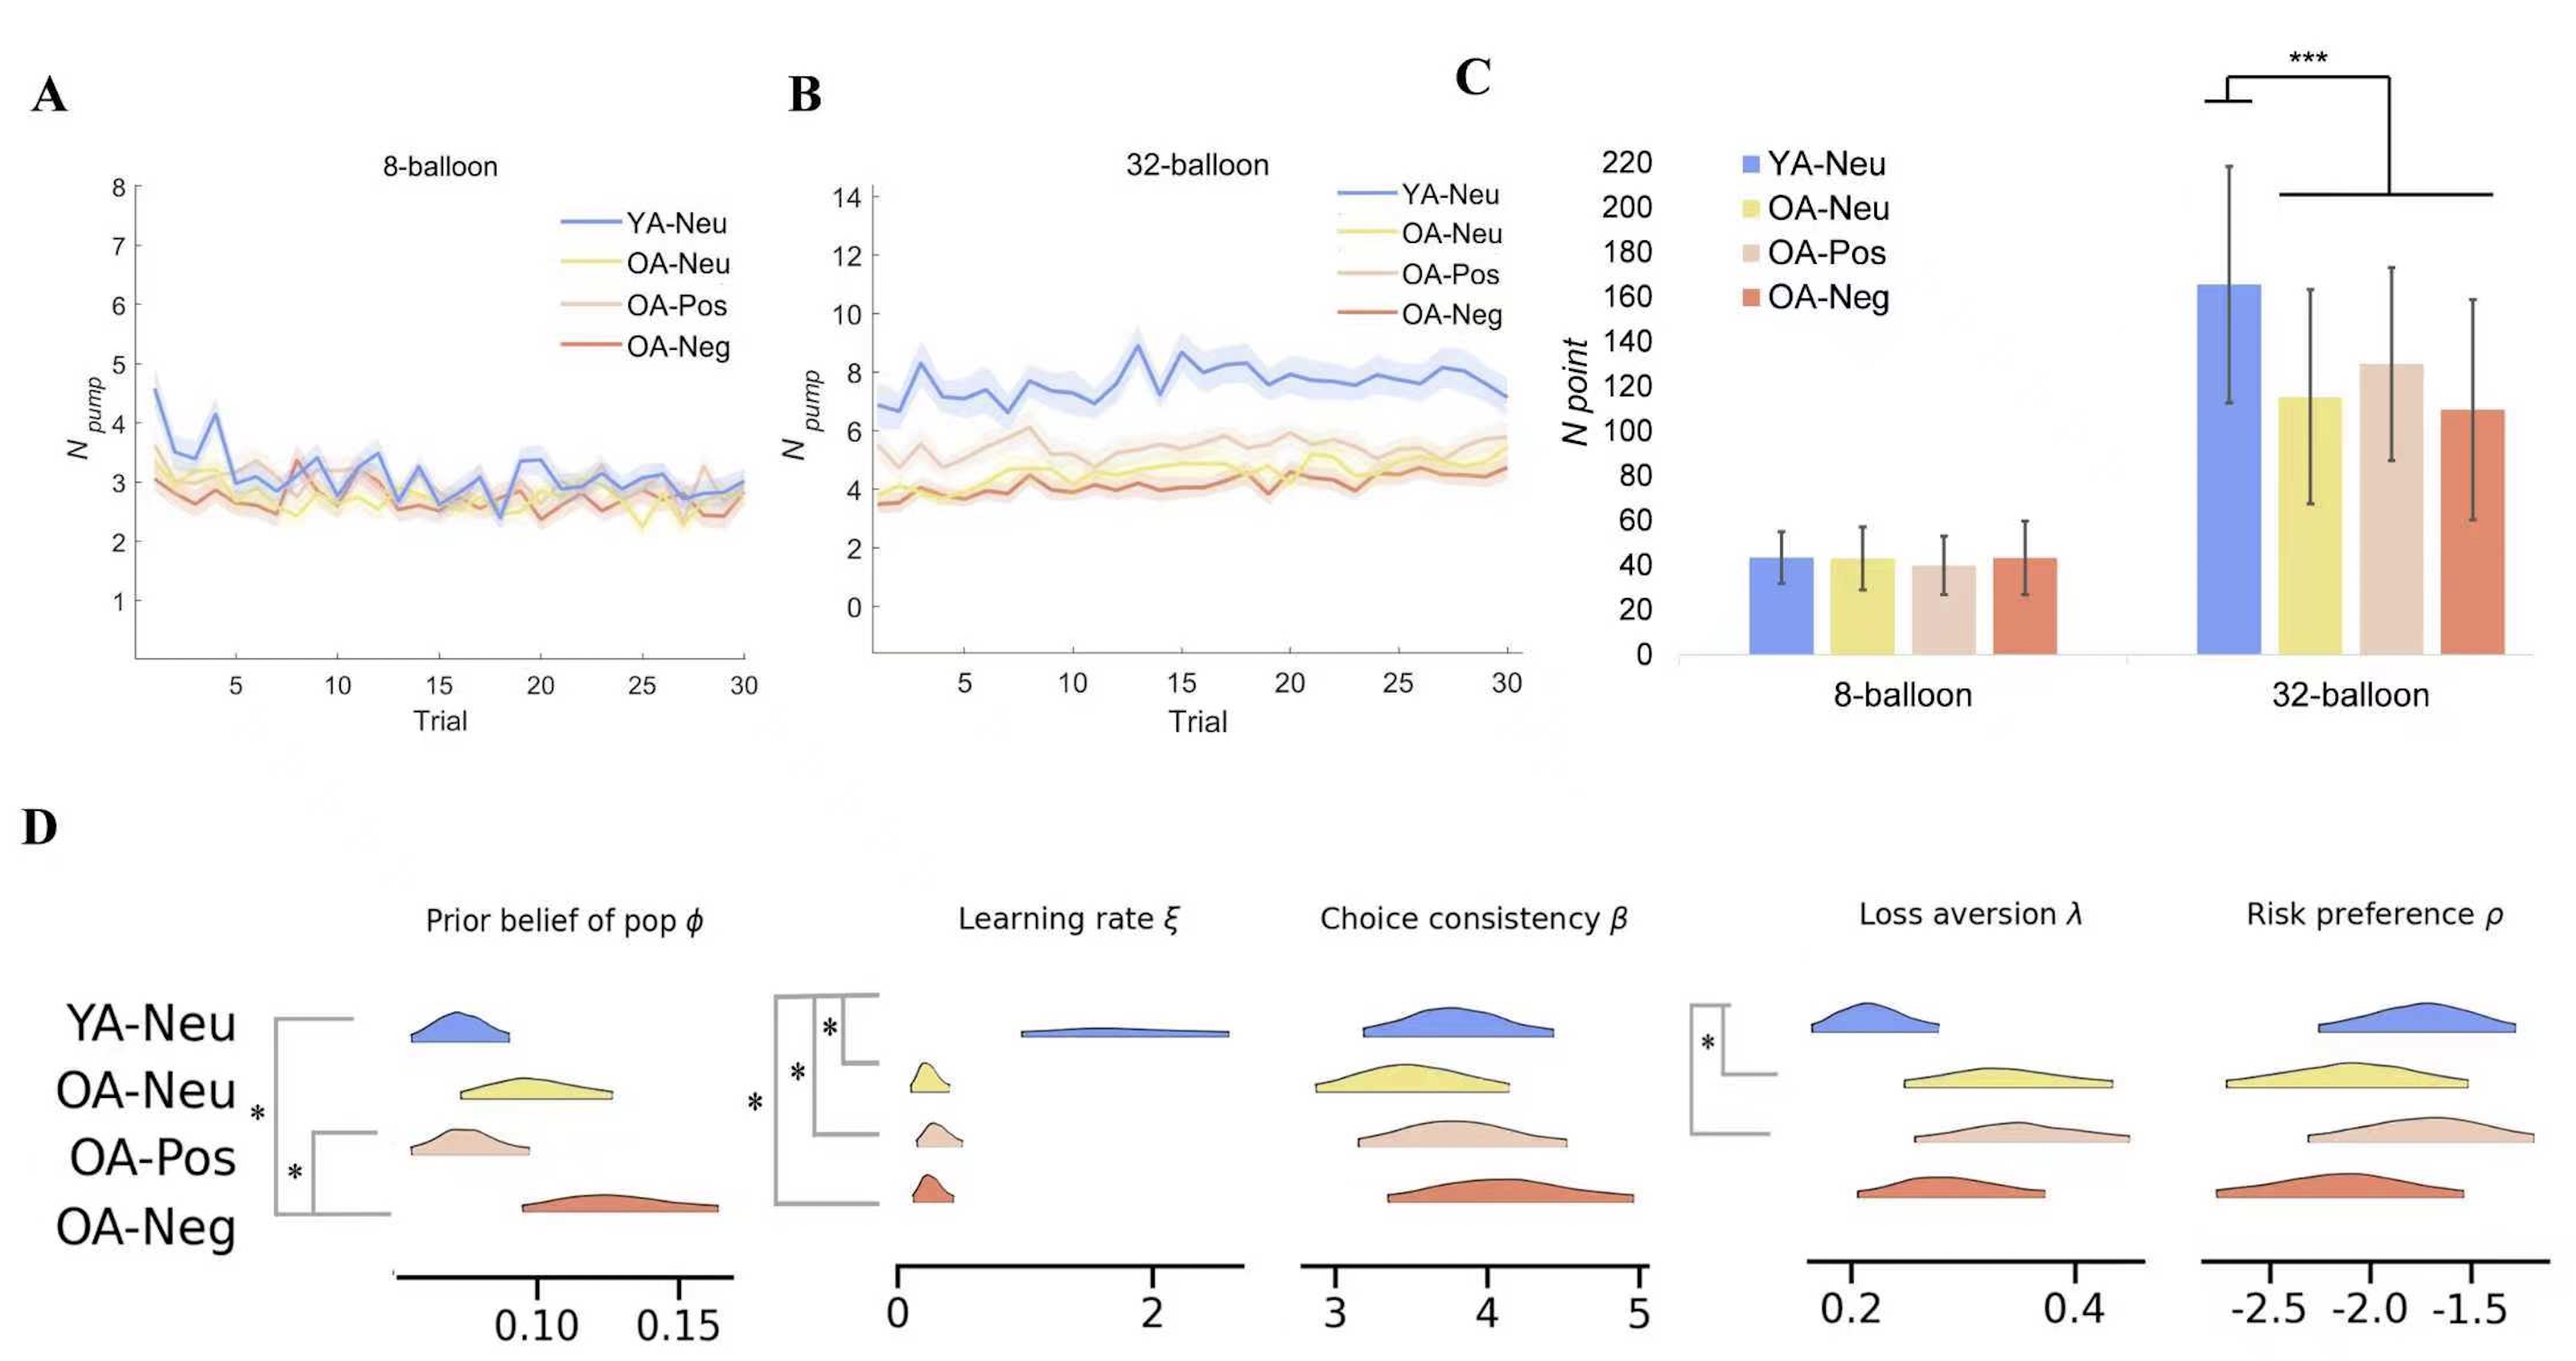 A
8-balloon
8
7
6
5
4
3
2
1
N pump
YA-Neu
OA-Neu
OA-Pos
OA-Neg
5 10 15 20 25 30
Trial
B
32-balloon
14
12
10
8
6
4
2
0
N pump
YA-Neu
OA-Neu
OA-Pos
OA-Neg
5 10 15 20 25 30
Trial
C
***
220
200
180
160
140
120
100
80
60
40
20
0
N point
YA-Neu
OA-Neu
OA-Pos
OA-Neg
8-balloon 32-balloon
D
Prior belief of pop ϕ
Learning rate ξ
Choice consistency β
Loss aversion λ
Risk preference ρ
YA-Neu
OA-Neu
OA-Pos
OA-Neg
*
*
*
*
*
*
0.10 0.15
0 2
3 4 5
0.2 0.4
-2.5 -2.0 -1.5